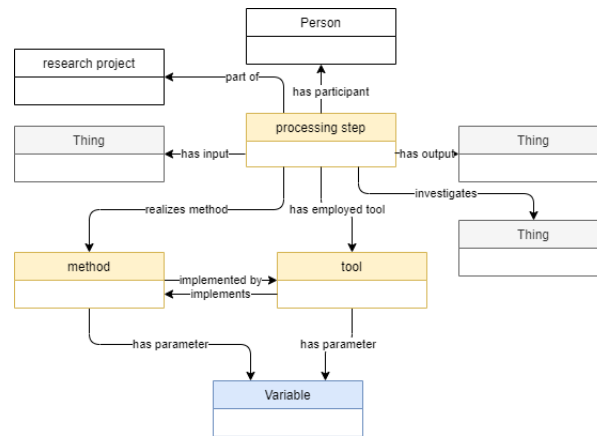 Person
research project
part of
has participant
processing step
Thing
has input
has output
Thing
investigates
realizes method
has employed tool
Thing
method
implemented by
implements
tool
has parameter
has parameter
Variable